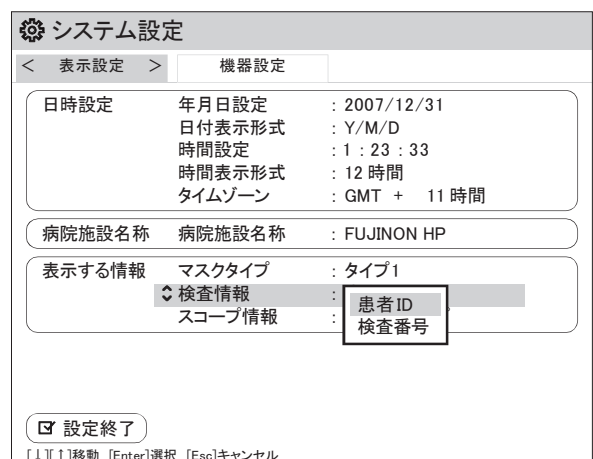 システム設定
< 表示設定 > 機器設定
日時設定 年月日設定 : 2007/12/31
日付表示形式 : Y/M/D
時間設定 : 1 : 23 : 33
時間表示形式 : 12 時間
タイムゾーン : GMT + 11 時間
病院施設名称 病院施設名称 : FUJINON HP
表示する情報 マスクタイプ : タイプ1
検査情報 : 患者ID
スコープ情報 : 検査番号
設定終了
[↓][↑]移動 [Enter]選択 [Esc]キャンセル